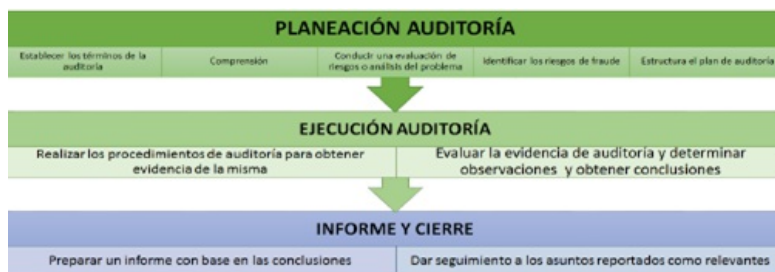 PLANEACIÓN AUDITORÍA
Establecer los términos de la
auditoría
Comprensión
Conducir una evaluación de
riesgos o análisis del problema
Identificar los riesgos de fraude
Estructura el plan de auditoría
EJECUCIÓN AUDITORÍA
Realizar los procedimientos de auditoría para obtener
evidencia de la misma
Evaluar la evidencia de auditoría y determinar
observaciones y obtener conclusiones
INFORME Y CIERRE
Preparar un informe con base en las conclusiones
Dar seguimiento a los asuntos reportados como relevantes